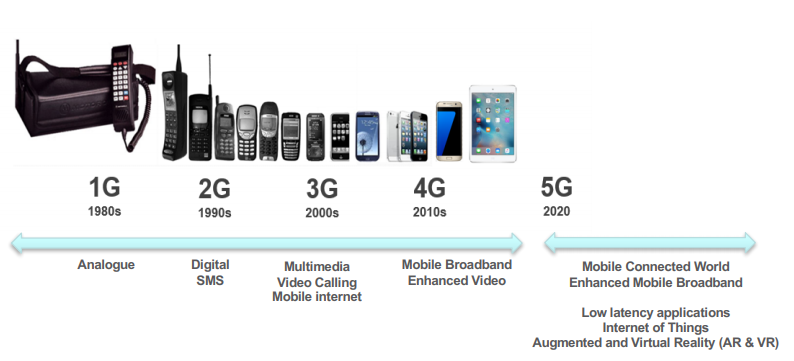 1G
1980s
2G
1990s
3G
2000s
4G
2010s
5G
2020
Analogue
Digital
SMS
Multimedia
Video Calling
Mobile internet
Mobile Broadband
Enhanced Video
Mobile Connected World
Enhanced Mobile Broadband
Low latency applications
Internet of Things
Augmented and Virtual Reality (AR & VR)